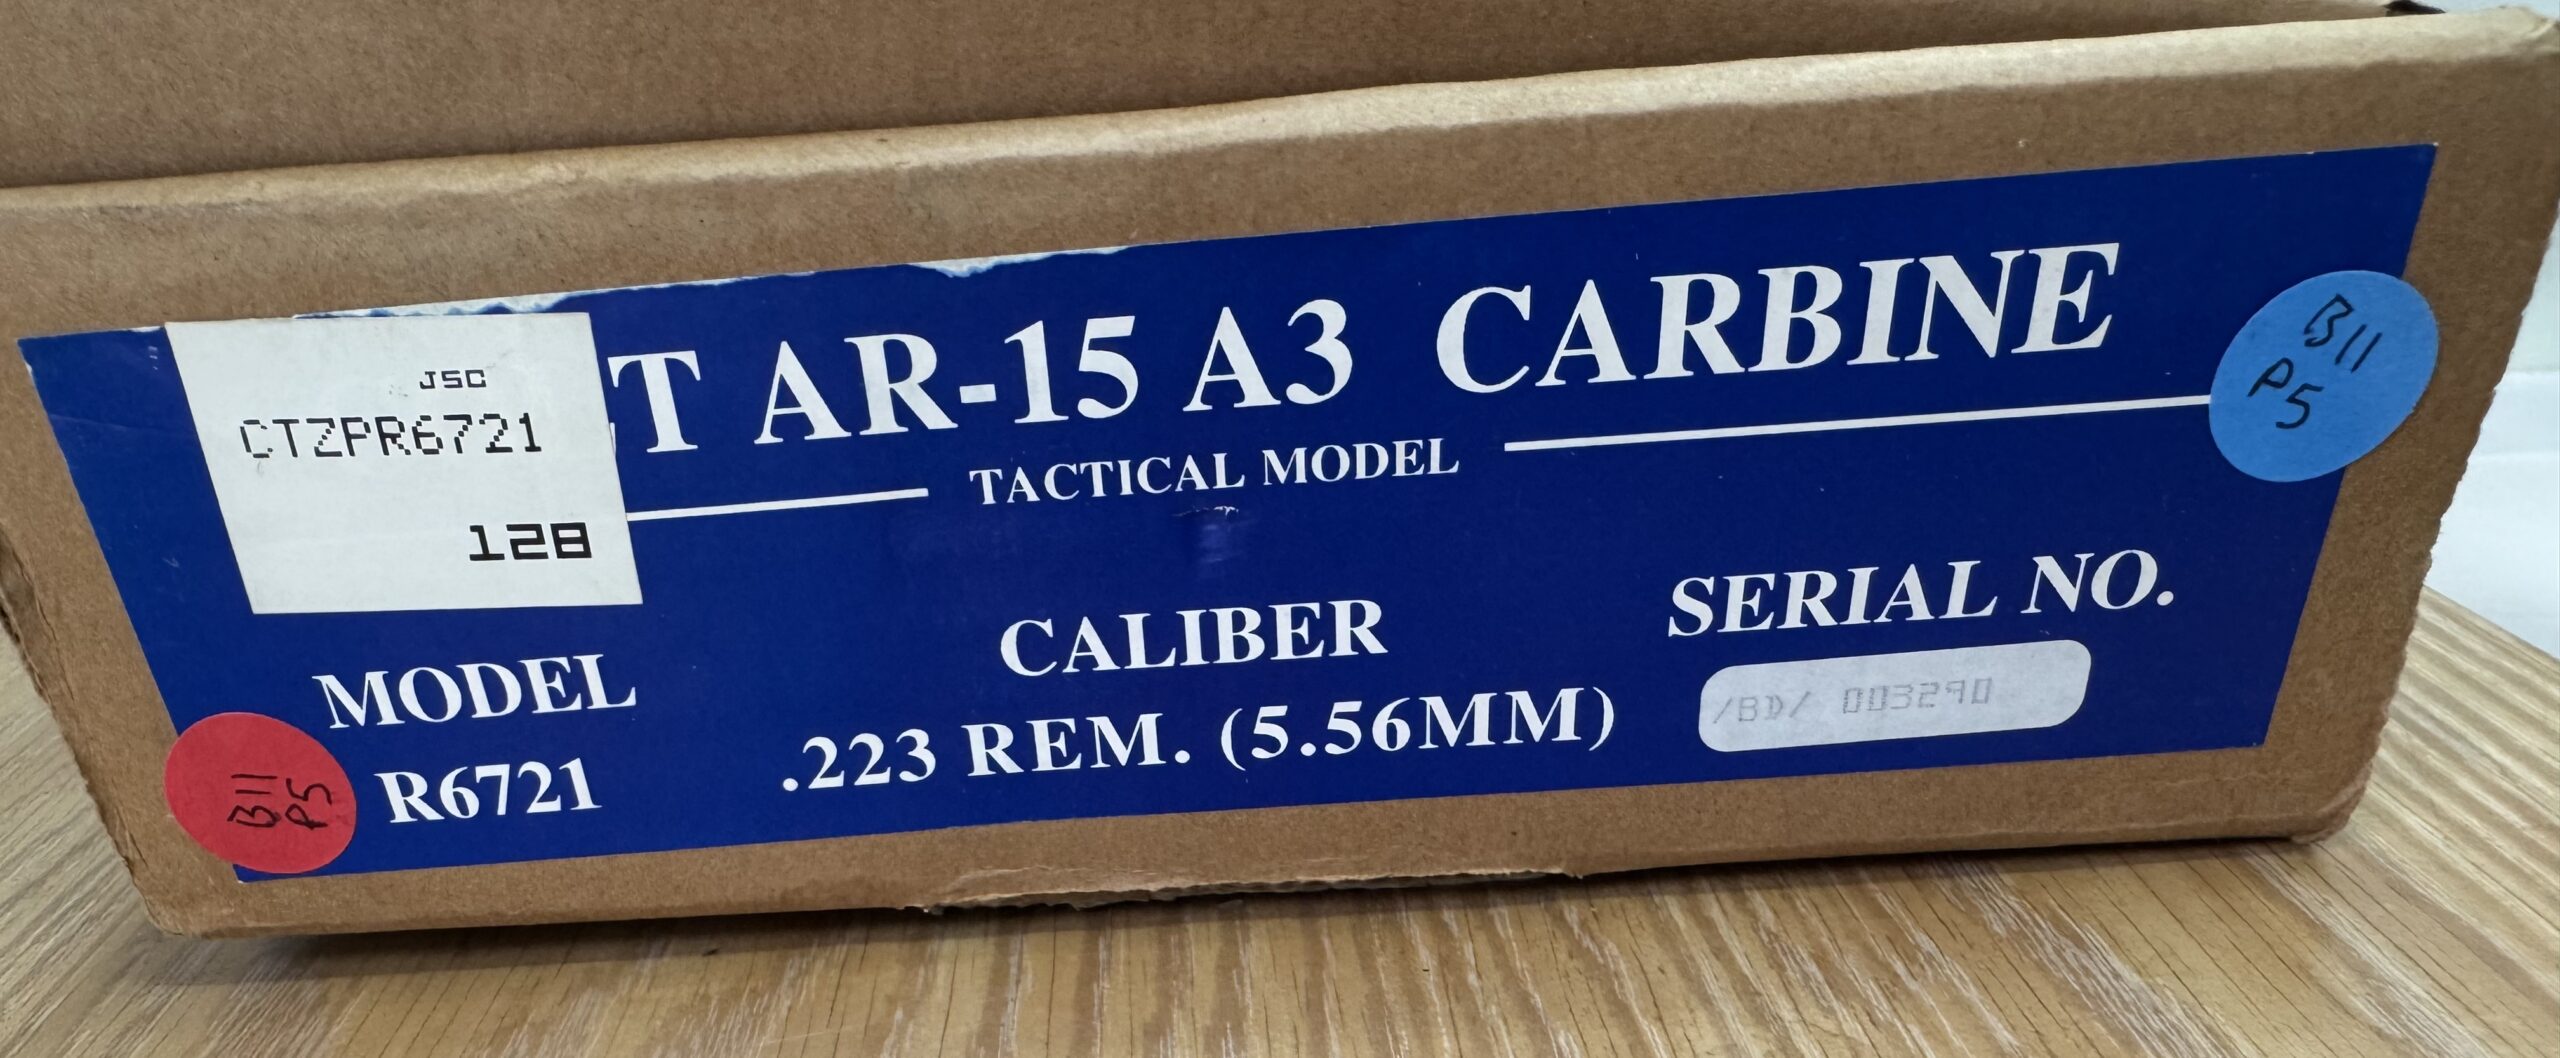 JSC
CTZPR6721
128
T AR-15 A3 CARBINE
TACTICAL MODEL
MODEL
R6721
CALIBER
.223 REM. (5.56MM)
SERIAL NO.
/BD/ 003290
B11
P5
B11
P5